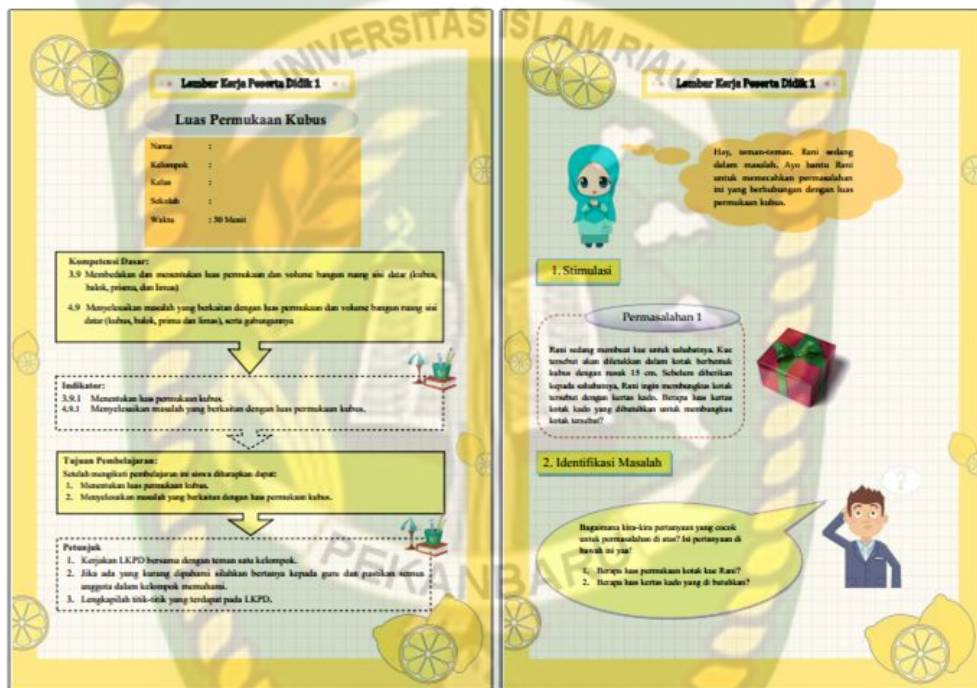 UNIVERSITAS ISLAM RIAU
PEKANBARU
Lembar Kerja Peserta Didik 1
Luas Permukaan Kubus
Nama :
Kelompok :
Kelas :
Sekolah :
Waktu : 30 Menit
Kompetensi Dasar:
3.9 Membedakan dan menentukan luas permukaan dan volume bangun ruang sisi datar (kubus,
balok, prisma, dan limas)
4.9 Menyelesaikan masalah yang berkaitan dengan luas permukaan dan volume bangun ruang sisi
datar (kubus, balok, prima dan limas), serta gabungannya
Indikator:
3.9.1 Menentukan luas permukaan kubus.
4.9.1 Menyelesaikan masalah yang berkaitan dengan luas permukaan kubus.
Tujuan Pembelajaran:
Setelah mengikuti pembelajaran ini siswa diharapkan dapat:
1. Menentukan luas permukaan kubus.
2. Menyelesaikan masalah yang berkaitan dengan luas permukaan kubus.
Petunjuk
1. Kerjakan LKPD bersama dengan teman satu kelompok.
2. Jika ada yang kurang dipahami silahkan bertanya kepada guru dan pastikan semua
anggota dalam kelompok memahami.
3. Lengkapilah titik-titik yang terdapat pada LKPD.
Lembar Kerja Peserta Didik 1
Hay, teman-teman. Rani sedang
dalam masalah. Ayo bantu Rani
untuk memecahkan permasalahan
ini yang berhubungan dengan luas
permukaan kubus.
1. Stimulasi
Permasalahan 1
Rani sedang membuat kue untuk sahabatnya. Kue
tersebut akan diletakkan dalam kotak berbentuk
kubus dengan rusuk 15 cm. Sebelum diberikan
kepada sahabatnya, Rani ingin membungkus kotak
tersebut dengan kertas kado. Berapa luas kertas
kotak kado yang dibutuhkan untuk membungkus
kotak tersebut?
2. Identifikasi Masalah
?
Bagaimana kira-kira pertanyaan yang cocok
untuk permasalahan di atas? Isi pertanyaan di
bawah ini yaa!
1. Berapa luas permukaan kotak kue Rani?
2. Berapa luas kertas kado yang di butuhkan?